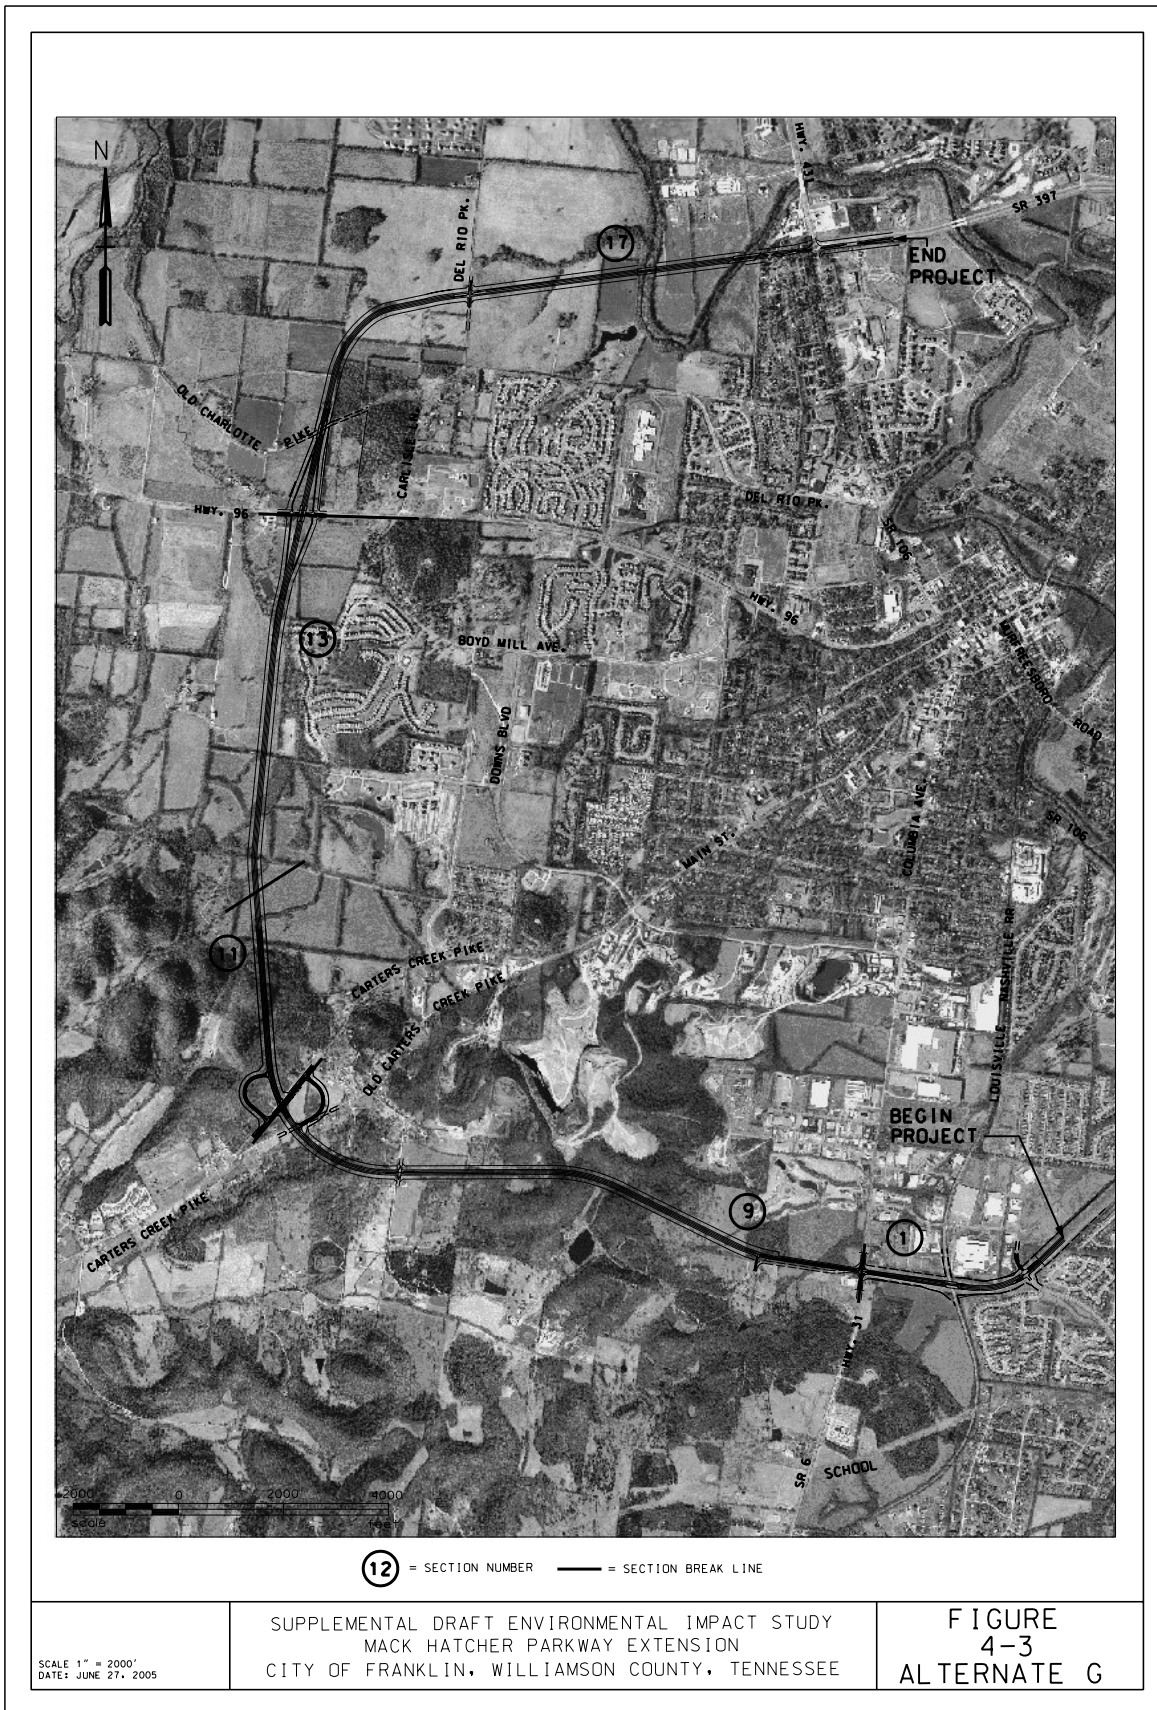 N
HWY. 431
SR 397
DEL RIO PK.
17
END
PROJECT
OLD CHARLOTTE PIKE
CARLISLE LN.
HWY. 96
DEL RIO PK.
SR 106
HWY. 96
13
BOYD MILL AVE.
MURFREESBORO ROAD
DOWNS BLVD
COLUMBIA AVE.
MAIN ST.
SR 106
11
CARTERS CREEK PIKE
OLD CARTERS CREEK PIKE
LOUISVILLE - NASHVILLE RR
BEGIN
PROJECT
CARTERS CREEK PIKE
9
1
HWY. 31
SR 6
SCHOOL
2000 0 2000 4000
scale feet
12 = SECTION NUMBER = SECTION BREAK LINE
SCALE 1" = 2000'
DATE: JUNE 27, 2005
SUPPLEMENTAL DRAFT ENVIRONMENTAL IMPACT STUDY
MACK HATCHER PARKWAY EXTENSION
CITY OF FRANKLIN, WILLIAMSON COUNTY, TENNESSEE
FIGURE
4-3
ALTERNATE G